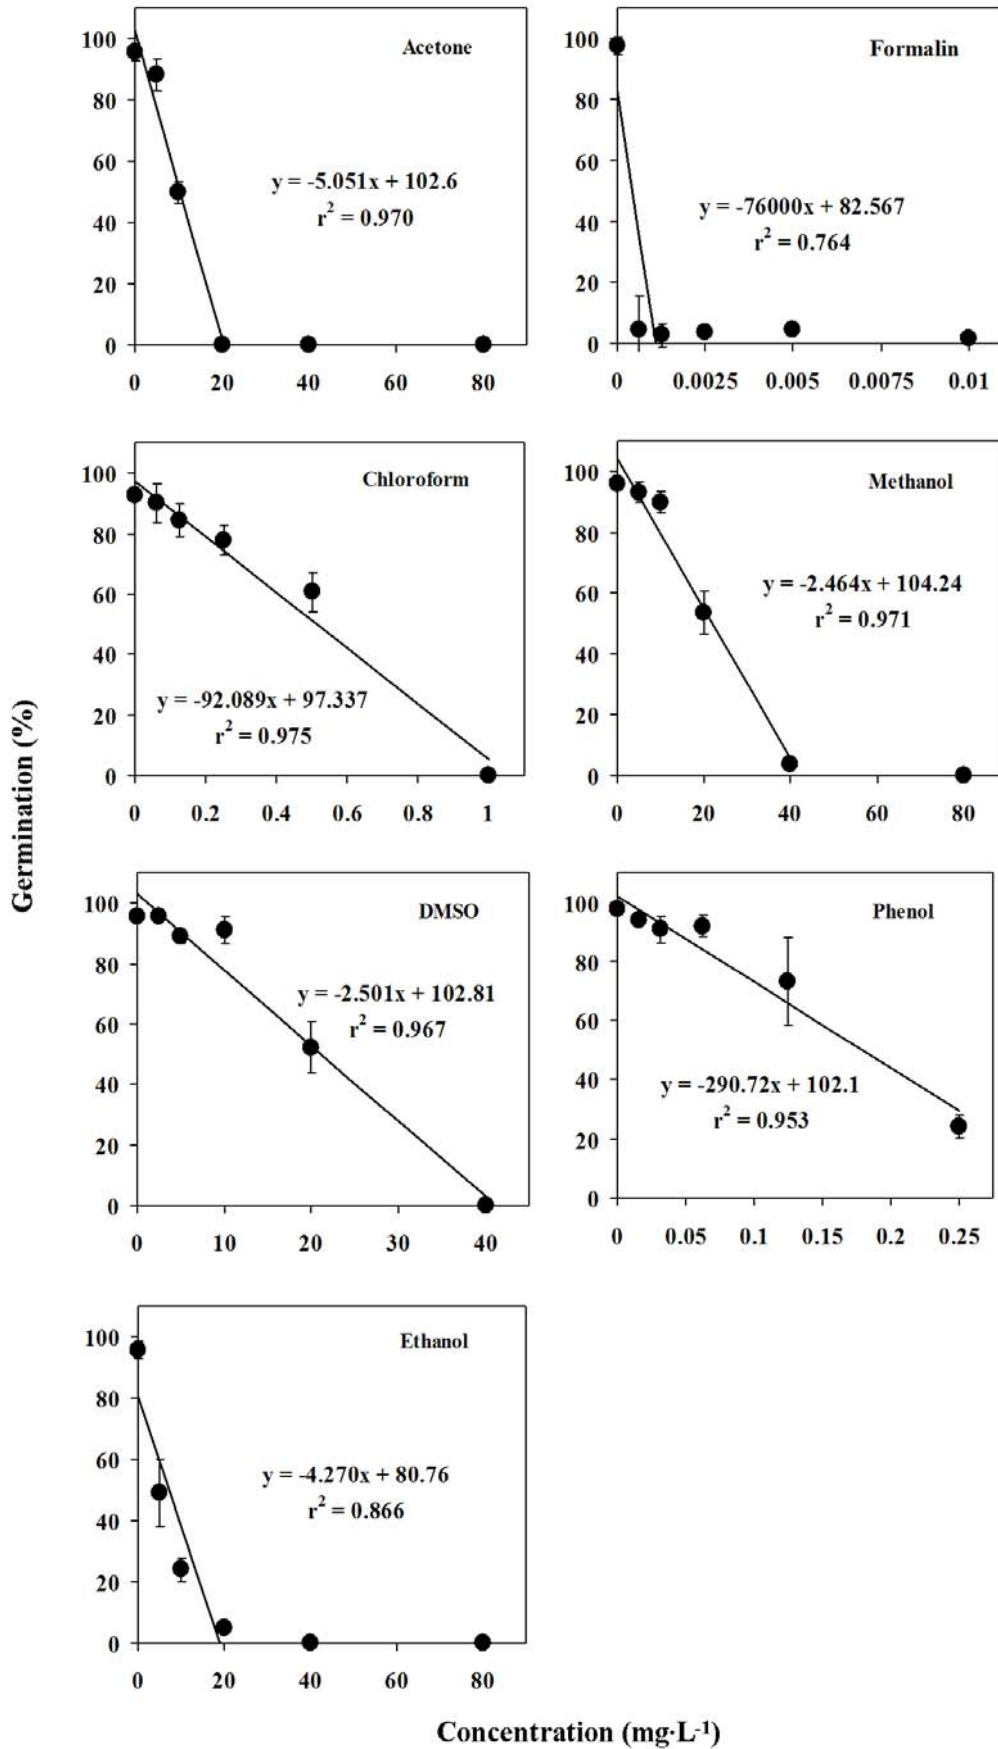 Germination (%)
Acetone
100
80
60
40
20
0
y = -5.051x + 102.6
r² = 0.970
0 20 40 60 80
Formalin
100
80
60
40
20
0
y = -76000x + 82.567
r² = 0.764
0 0.0025 0.005 0.0075 0.01
Chloroform
100
80
60
40
20
0
y = -92.089x + 97.337
r² = 0.975
0 0.2 0.4 0.6 0.8 1
Methanol
100
80
60
40
20
0
y = -2.464x + 104.24
r² = 0.971
0 20 40 60 80
DMSO
100
80
60
40
20
0
y = -2.501x + 102.81
r² = 0.967
0 10 20 30 40
Phenol
100
80
60
40
20
0
y = -290.72x + 102.1
r² = 0.953
0 0.05 0.1 0.15 0.2 0.25
Ethanol
100
80
60
40
20
0
y = -4.270x + 80.76
r² = 0.866
0 20 40 60 80
Concentration (mg·L⁻¹)